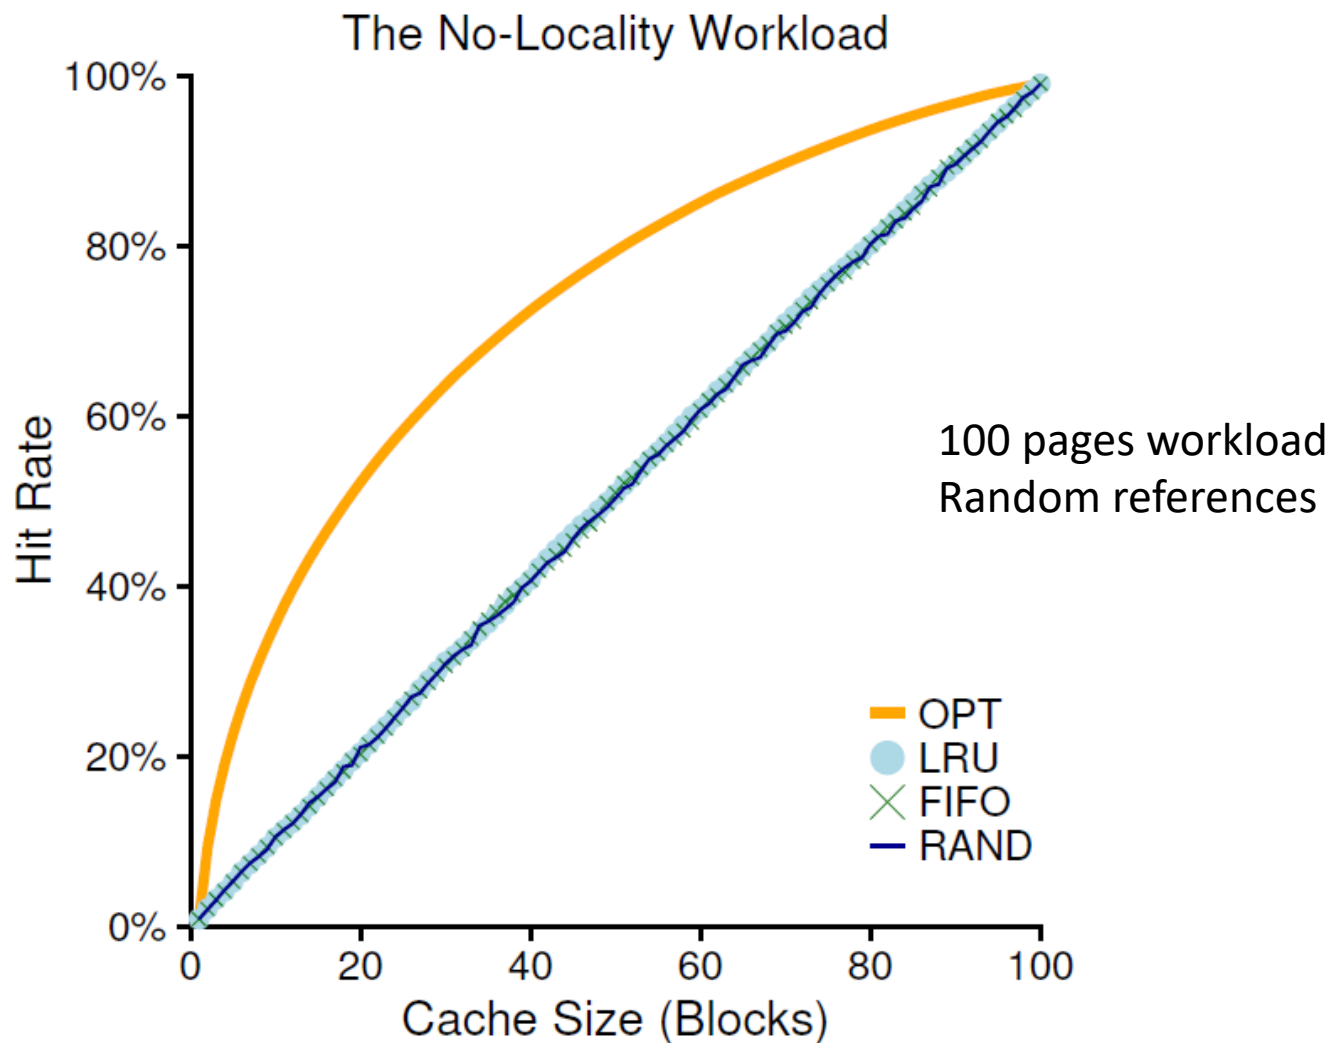 The No-Locality Workload
100%
80%
60%
40%
20%
0%
Hit Rate
0 20 40 60 80 100
Cache Size (Blocks)
100 pages workload
Random references
OPT
LRU
FIFO
RAND